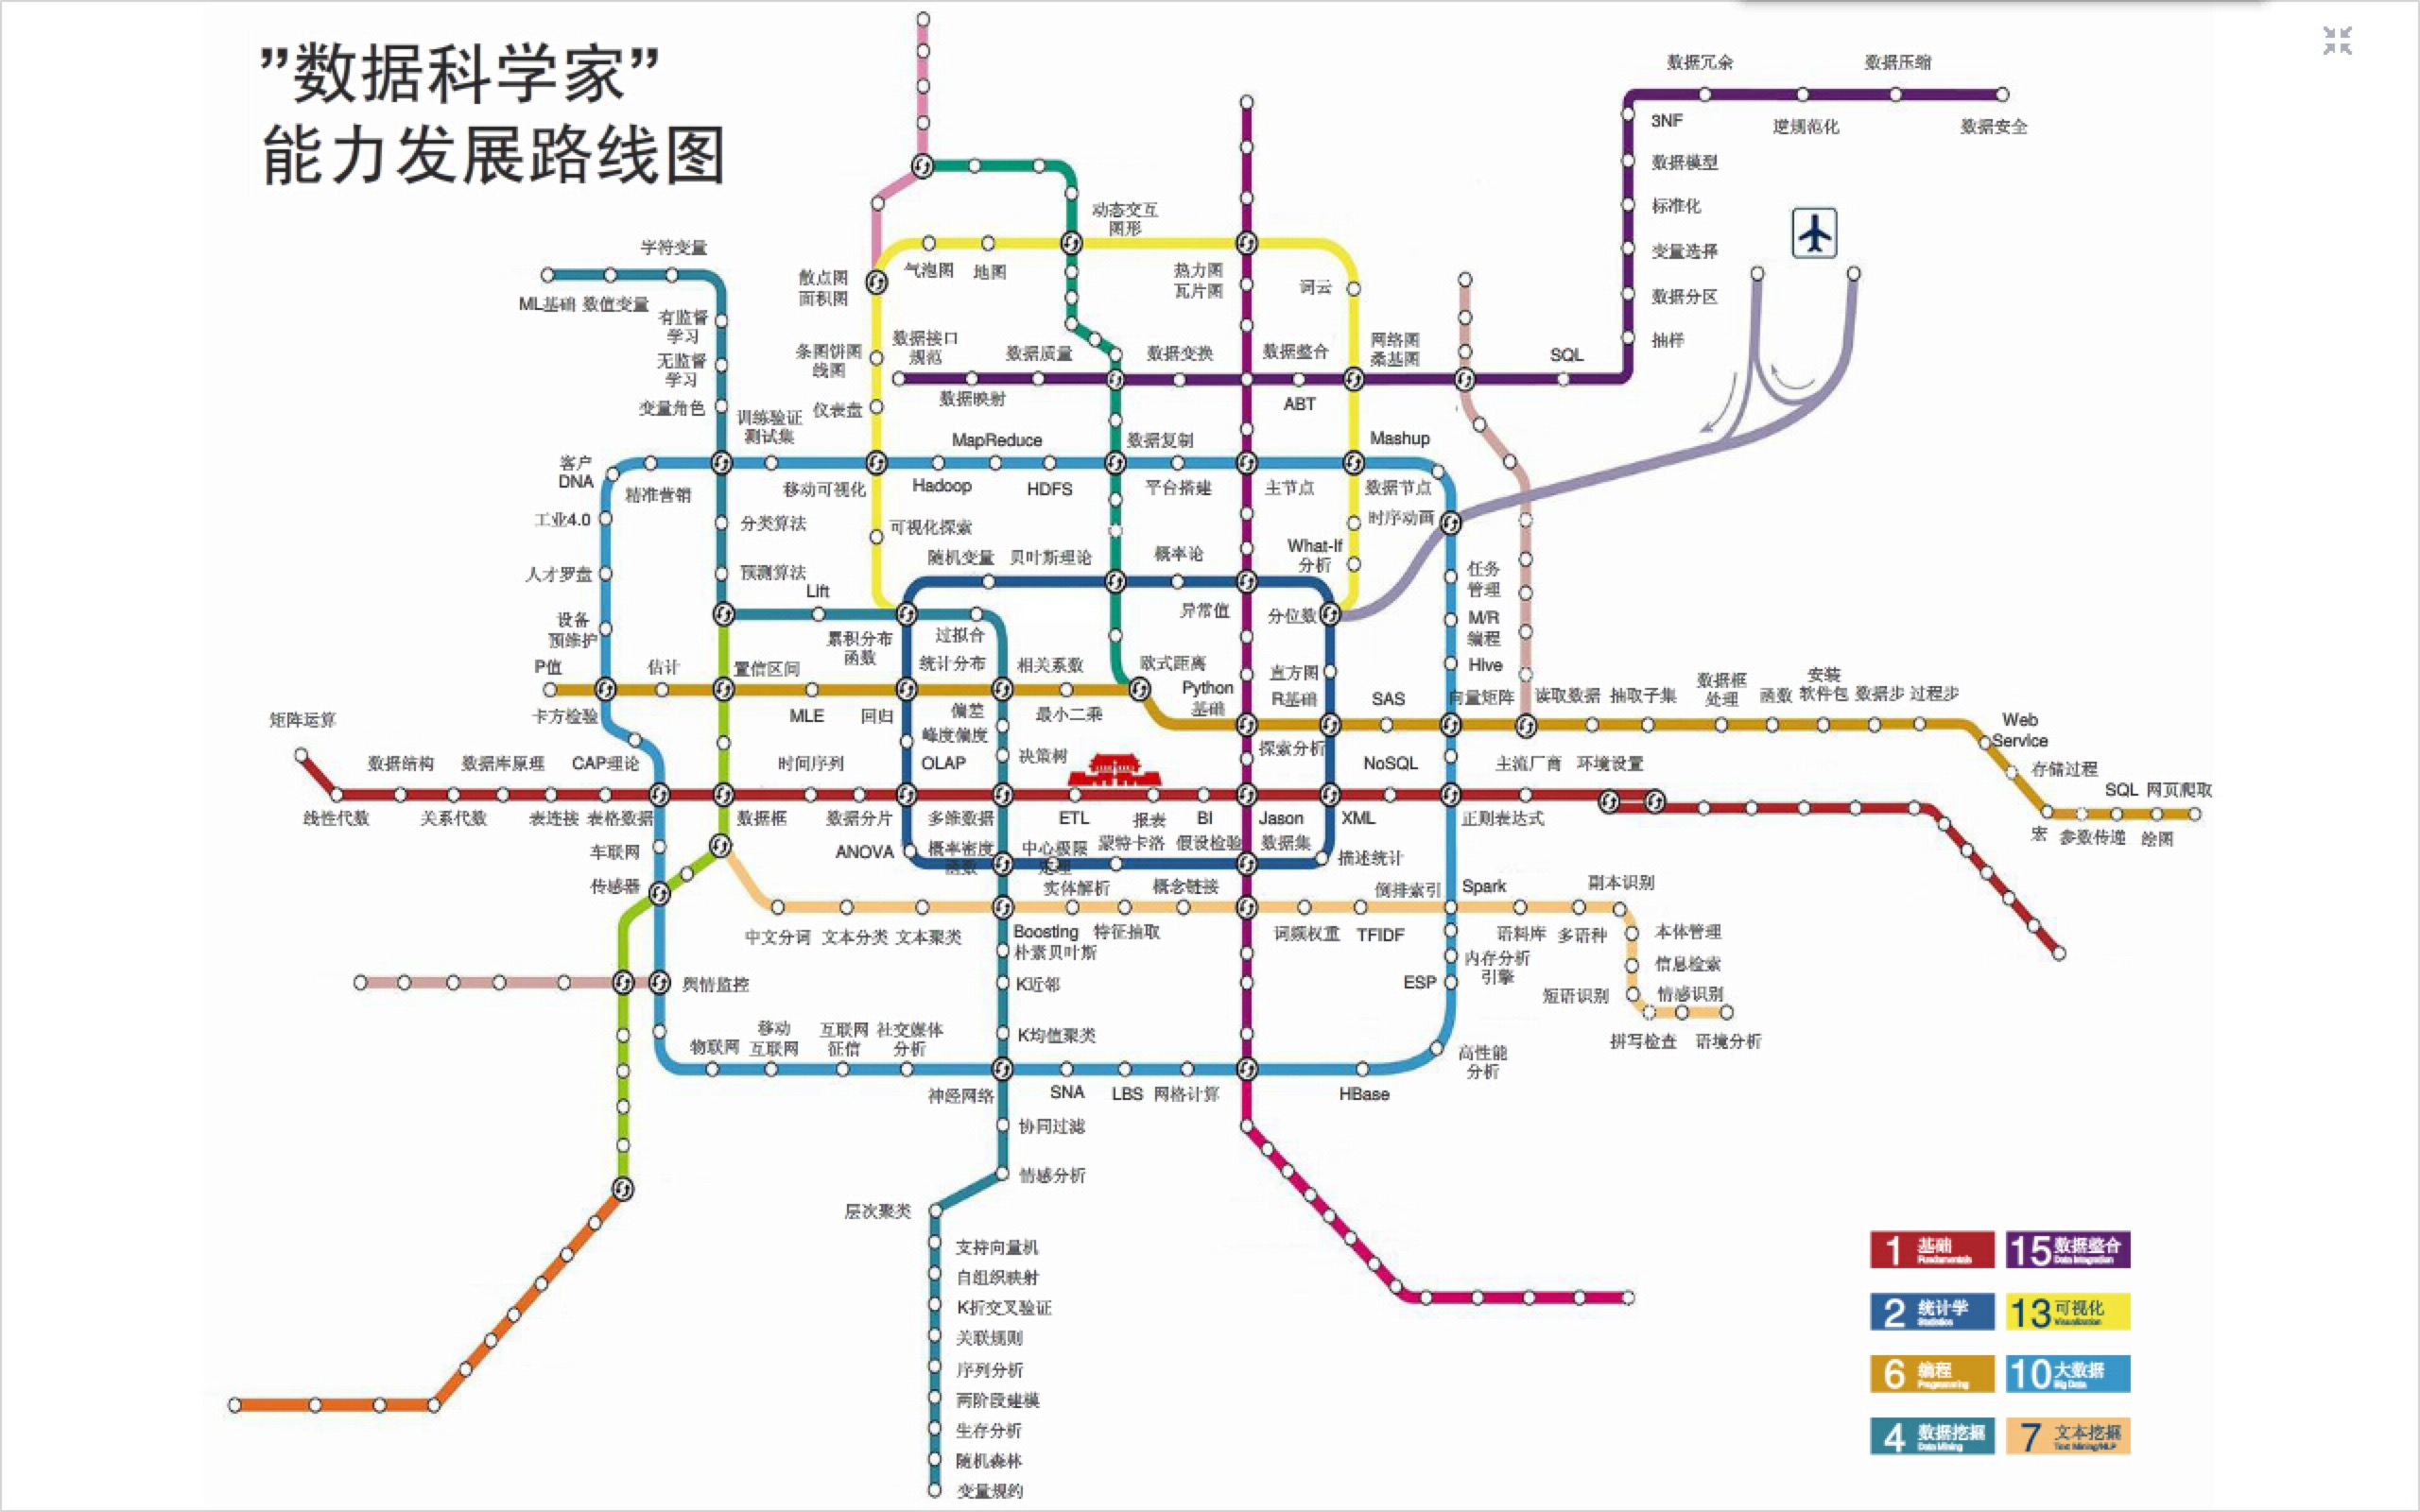 ”数据科学家”
能力发展路线图
数据冗余
数据压缩
3NF
逆规范化
数据安全
数据模型
标准化
变量选择
数据分区
抽样
SQL
动态交互
图形
字符变量
ML基础
数值变量
有监督
学习
无监督
学习
变量角色
训练验证
测试集
散点图
面积图
气泡图
地图
热力图
瓦片图
词云
条图饼图
线图
数据接口
规范
数据质量
数据变换
数据整合
网络图
桑基图
仪表盘
数据映射
ABT
客户
DNA
精准营销
移动可视化
MapReduce
Hadoop
HDFS
数据复制
平台搭建
主节点
Mashup
数据节点
工业4.0
分类算法
可视化探索
时序动画
人才罗盘
预测算法
随机变量
贝叶斯理论
概率论
What-If
分析
任务
管理
Lift
设备
预维护
累积分布
函数
过拟合
异常值
分位数
M/R
编程
P值
估计
置信区间
统计分布
相关系数
欧式距离
直方图
Hive
卡方检验
MLE
回归
偏差
最小二乘
Python
基础
R基础
SAS
向量矩阵
读取数据
抽取子集
数据框
处理
函数
安装
软件包
数据步
过程步
Web
Service
存储过程
SQL
网页爬取
宏
参数传递
绘图
峰度偏度
决策树
探索分析
矩阵运算
数据结构
数据库原理
CAP理论
时间序列
OLAP
NoSQL
主流厂商
环境设置
线性代数
关系代数
表连接
表格数据
数据框
数据分片
多维数据
ETL
报表
BI
Jason
XML
正则表达式
车联网
ANOVA
概率密度
函数
中心极限
定理
蒙特卡洛
假设检验
数据集
描述统计
传感器
实体解析
概念链接
倒排索引
Spark
副本识别
中文分词
文本分类
文本聚类
Boosting
特征抽取
词频权重
TFIDF
语料库
多语种
本体管理
朴素贝叶斯
内存分析
引擎
信息检索
舆情监控
K近邻
ESP
短语识别
情感识别
拼写检查
语境分析
物联网
移动
互联网
互联网
征信
社交媒体
分析
K均值聚类
高性能
分析
神经网络
SNA
LBS
网格计算
HBase
协同过滤
情感分析
层次聚类
支持向量机
自组织映射
K折交叉验证
关联规则
序列分析
两阶段建模
生存分析
随机森林
变量规约
1 基础
Fundamentals
15 数据整合
Data Integration
2 统计学
Statistics
13 可视化
Visualization
6 编程
Programming
10 大数据
Big Data
4 数据挖掘
Data Mining
7 文本挖掘
Text Mining/NLP